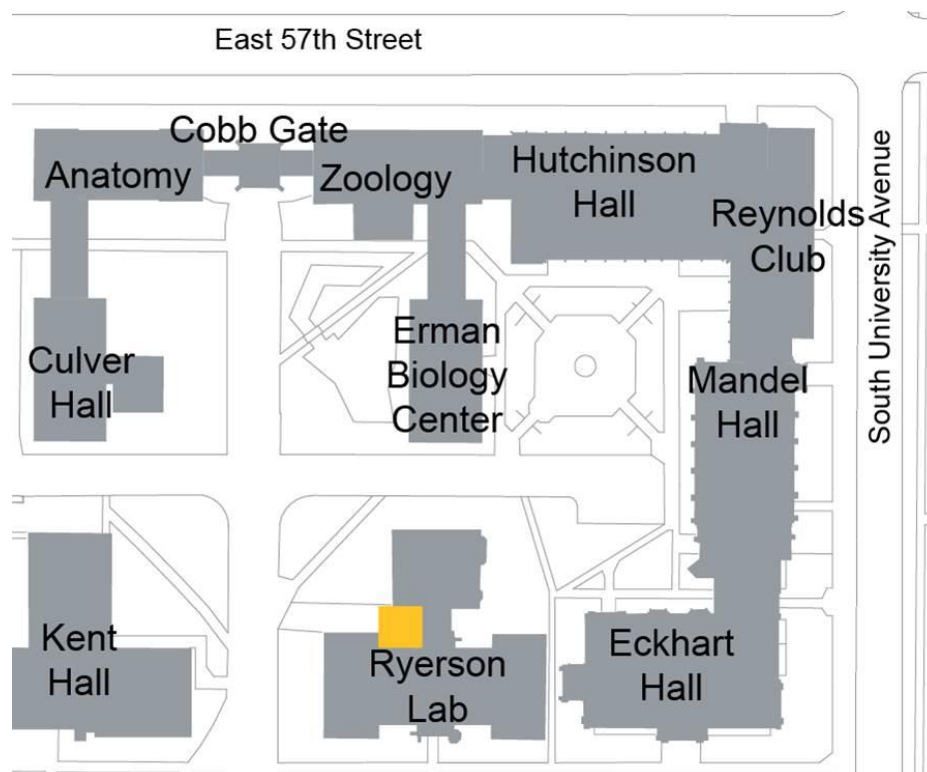 East 57th Street
Cobb Gate
Anatomy
Zoology
Hutchinson
Hall
Reynolds
Club
South University Avenue
Culver
Hall
Erman
Biology
Center
Mandel
Hall
Kent
Hall
Ryerson
Lab
Eckhart
Hall